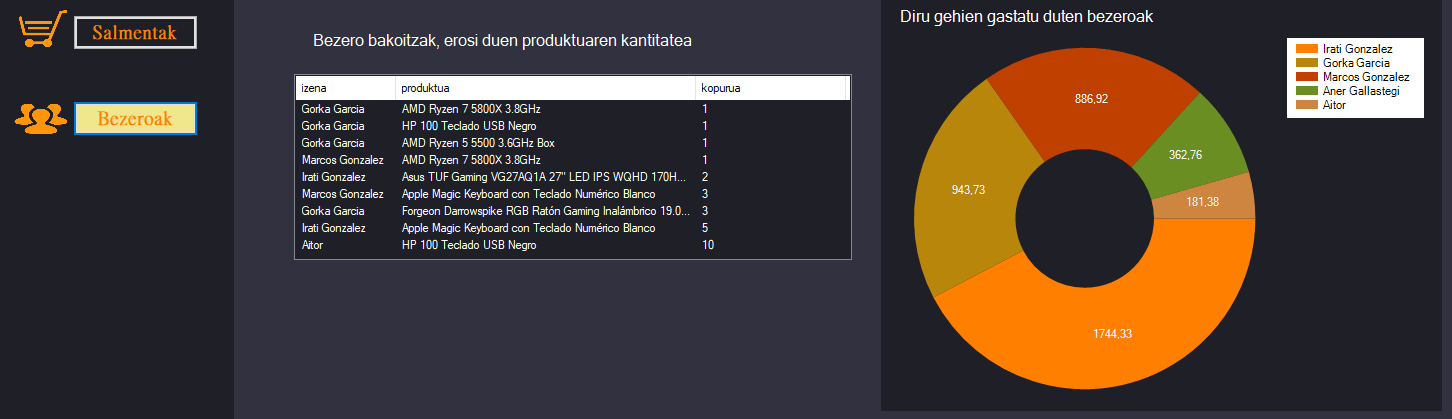 Salmentak
Bezeroak
Bezero bakoitzak, erosi duen produktuaren kantitatea
izena produktua kopurua
Gorka Garcia AMD Ryzen 7 5800X 3.8GHz 1
Gorka Garcia HP 100 Teclado USB Negro 1
Gorka Garcia AMD Ryzen 5 5500 3.6GHz Box 1
Marcos Gonzalez AMD Ryzen 7 5800X 3.8GHz 1
Irati Gonzalez Asus TUF Gaming VG27AQ1A 27" LED IPS WQHD 170H... 2
Marcos Gonzalez Apple Magic Keyboard con Teclado Numérico Blanco 3
Gorka Garcia Forgeon Darrowspike RGB Ratón Gaming Inalámbrico 19.0... 3
Irati Gonzalez Apple Magic Keyboard con Teclado Numérico Blanco 5
Aitor HP 100 Teclado USB Negro 10
Diru gehien gastatu duten bezeroak
886,92
362,76
943,73
181,38
1744,33
Irati Gonzalez
Gorka Garcia
Marcos Gonzalez
Aner Gallastegi
Aitor